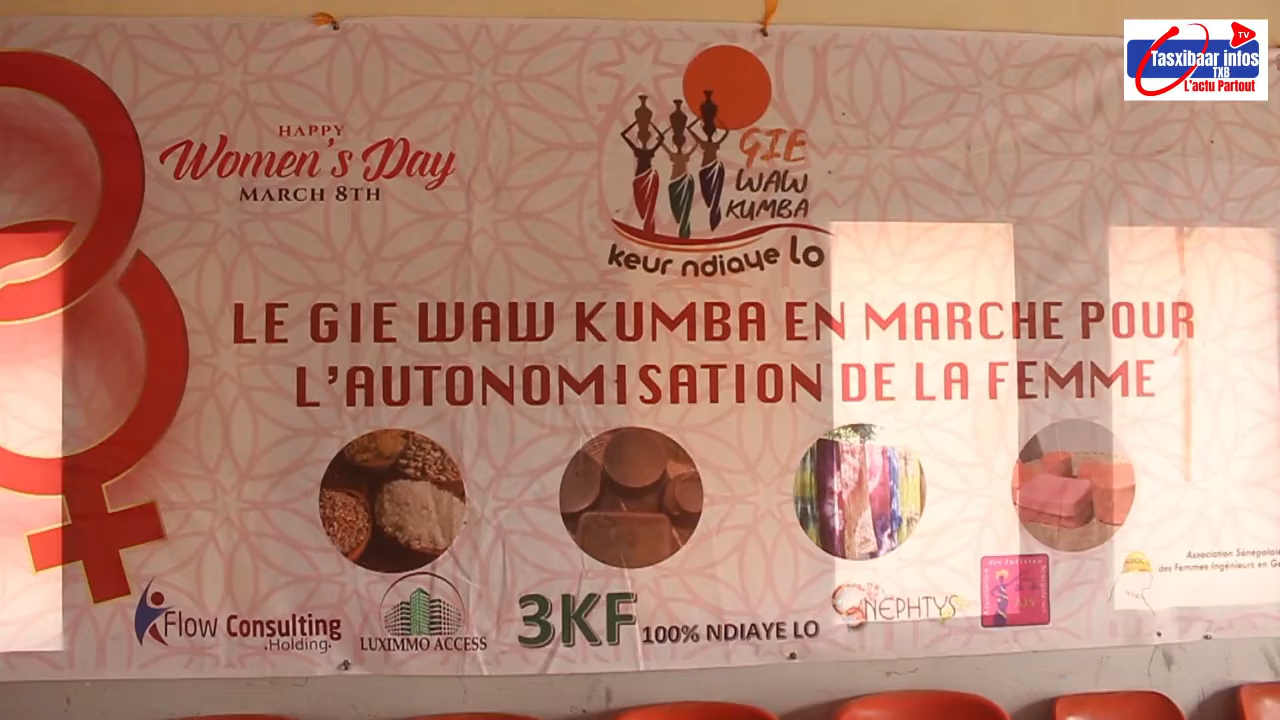 Tasxibaar infos
TV
TXB
L'actu Partout
HAPPY
Women's Day
MARCH 8TH
GIE
WAW
KUMBA
keur ndiaye lo
LE GIE WAW KUMBA EN MARCHE POUR
L'AUTONOMISATION DE LA FEMME
Flow Consulting
.Holding.
LUXIMMO ACCESS
3KF 100% NDIAYE LO
NEPHTYS
Association Sénégalaise
des Femmes Ingénieurs en